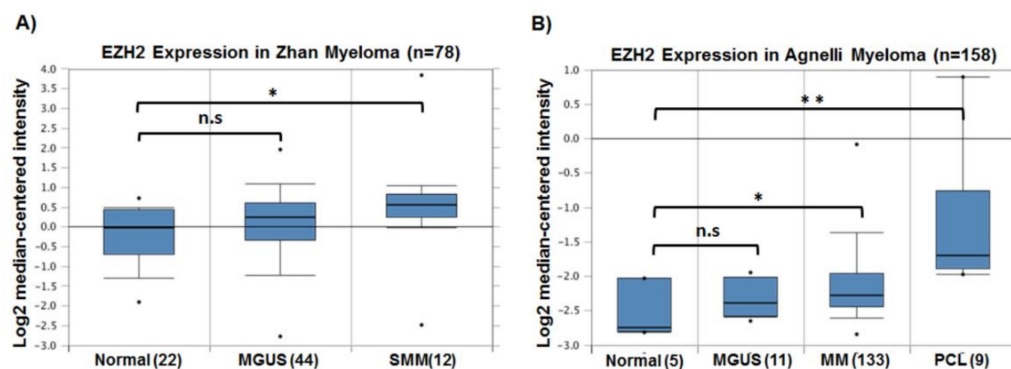 A)
EZH2 Expression in Zhan Myeloma (n=78)
Log2 median-centered intensity
4.0
3.5
3.0
2.5
2.0
1.5
1.0
0.5
0.0
-0.5
-1.0
-1.5
-2.0
-2.5
-3.0
*
n.s
Normal (22)
MGUS (44)
SMM(12)
B)
EZH2 Expression in Agnelli Myeloma (n=158)
Log2 median-centered intensity
1.0
0.5
0.0
-0.5
-1.0
-1.5
-2.0
-2.5
-3.0
**
*
n.s
Normal (5)
MGUS (11)
MM (133)
PCL (9)